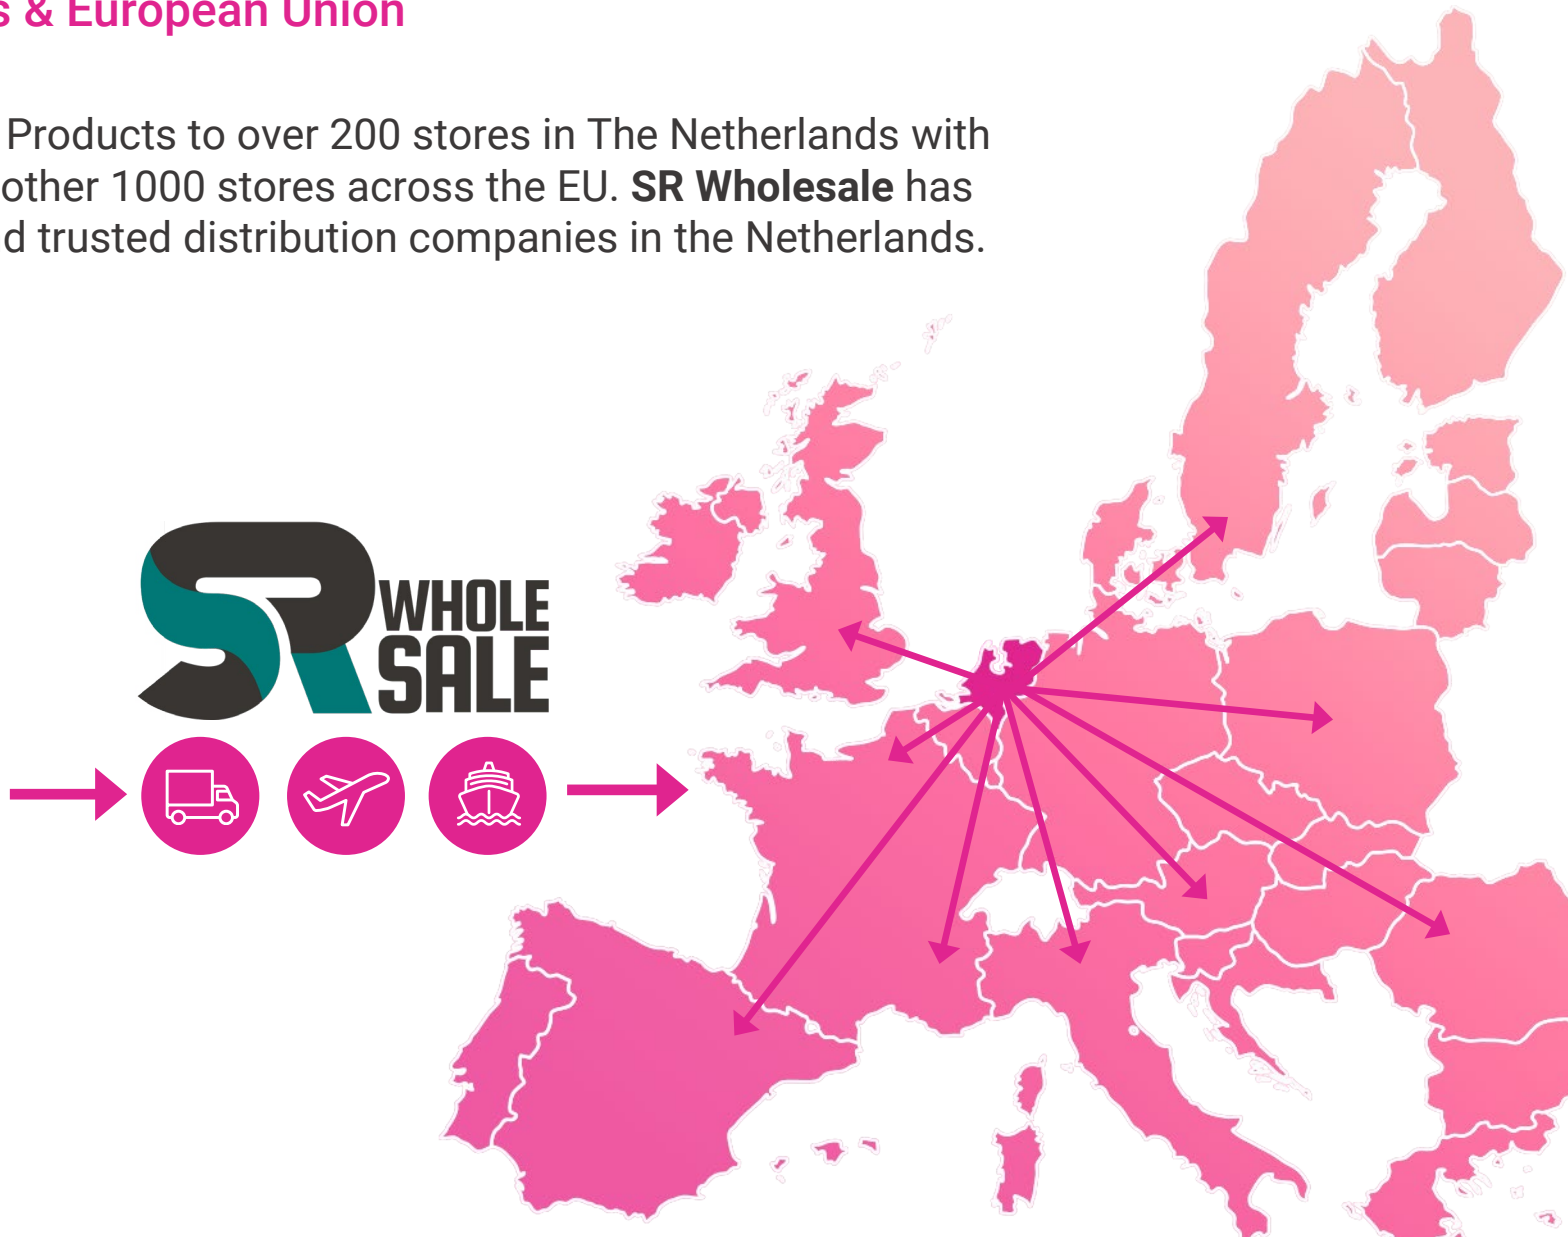 s & European Union
Products to over 200 stores in The Netherlands with
other 1000 stores across the EU. SR Wholesale has
d trusted distribution companies in the Netherlands.
SR WHOLE
SALE